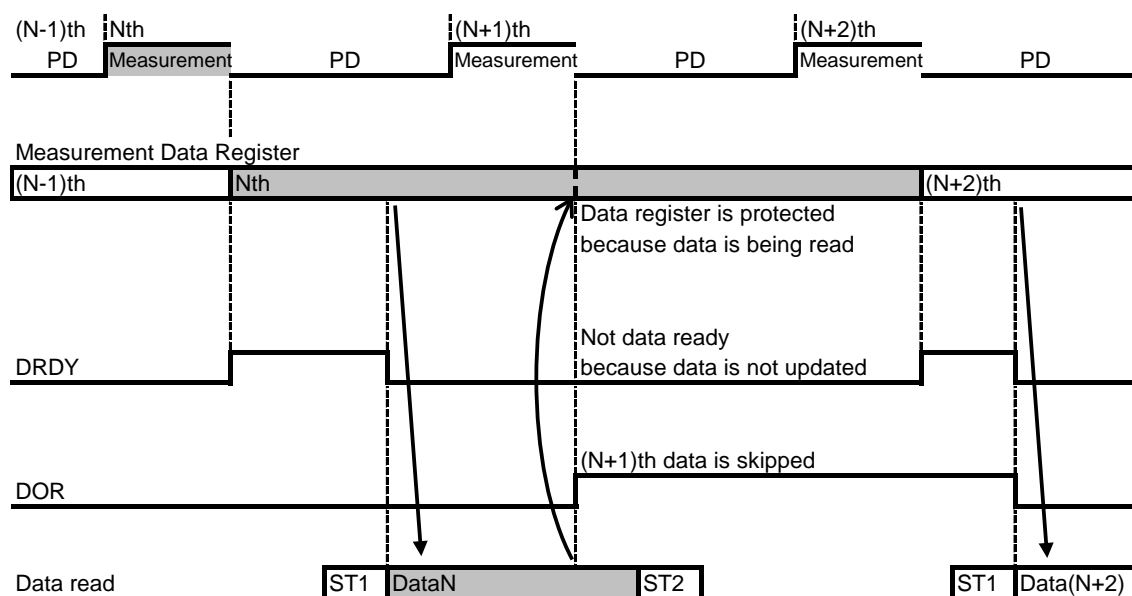 (N-1)th Nth (N+1)th (N+2)th
PD Measurement PD Measurement PD Measurement PD
Measurement Data Register
(N-1)th Nth (N+2)th
Data register is protected
because data is being read
Not data ready
DRDY because data is not updated
(N+1)th data is skipped
DOR
Data read ST1 DataN ST2 ST1 Data(N+2)